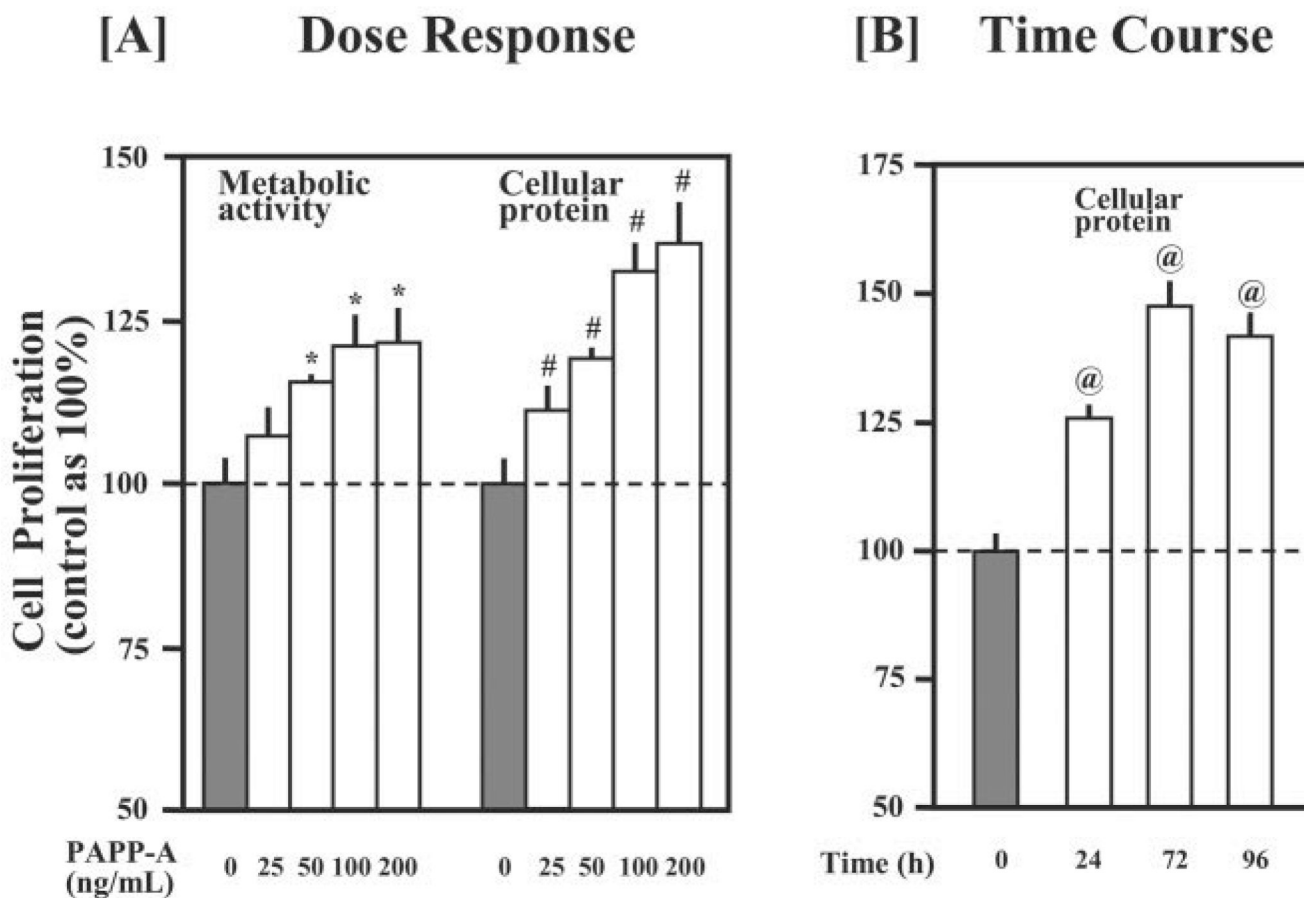 [A] Dose Response
[B] Time Course
Cell Proliferation
(control as 100%)
150
125
100
75
50
Metabolic
activity
*
*
*
Cellular
protein
#
#
#
#
PAPP-A
(ng/mL)
0 25 50 100 200
0 25 50 100 200
175
150
125
100
75
50
Cellular
protein
@
@
@
Time (h)
0 24 72 96